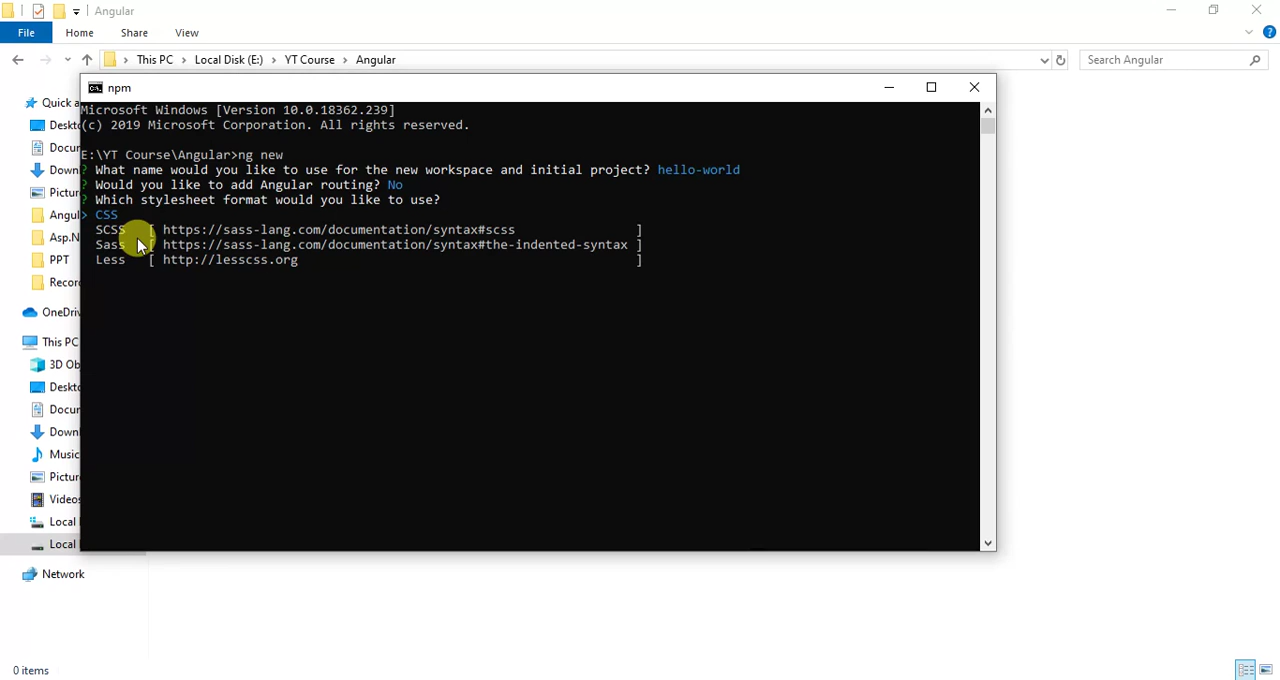 Angular
File Home Share View
This PC > Local Disk (E:) > YT Course > Angular
Search Angular
npm
Quick a
Deskt
Docum
Down
Pictur
Angul
Asp.N
PPT
Record
OneDriv
This PC
3D Ob
Deskt
Docum
Downl
Music
Pictur
Videos
Local
Local
Network
0 items
Microsoft Windows [Version 10.0.18362.239]
(c) 2019 Microsoft Corporation. All rights reserved.
E:\YT Course\Angular>ng new
? What name would you like to use for the new workspace and initial project? hello-world
? Would you like to add Angular routing? No
? Which stylesheet format would you like to use?
> CSS
SCSS [ https://sass-lang.com/documentation/syntax#scss ]
Sass [ https://sass-lang.com/documentation/syntax#the-indented-syntax ]
Less [ http://lesscss.org ]